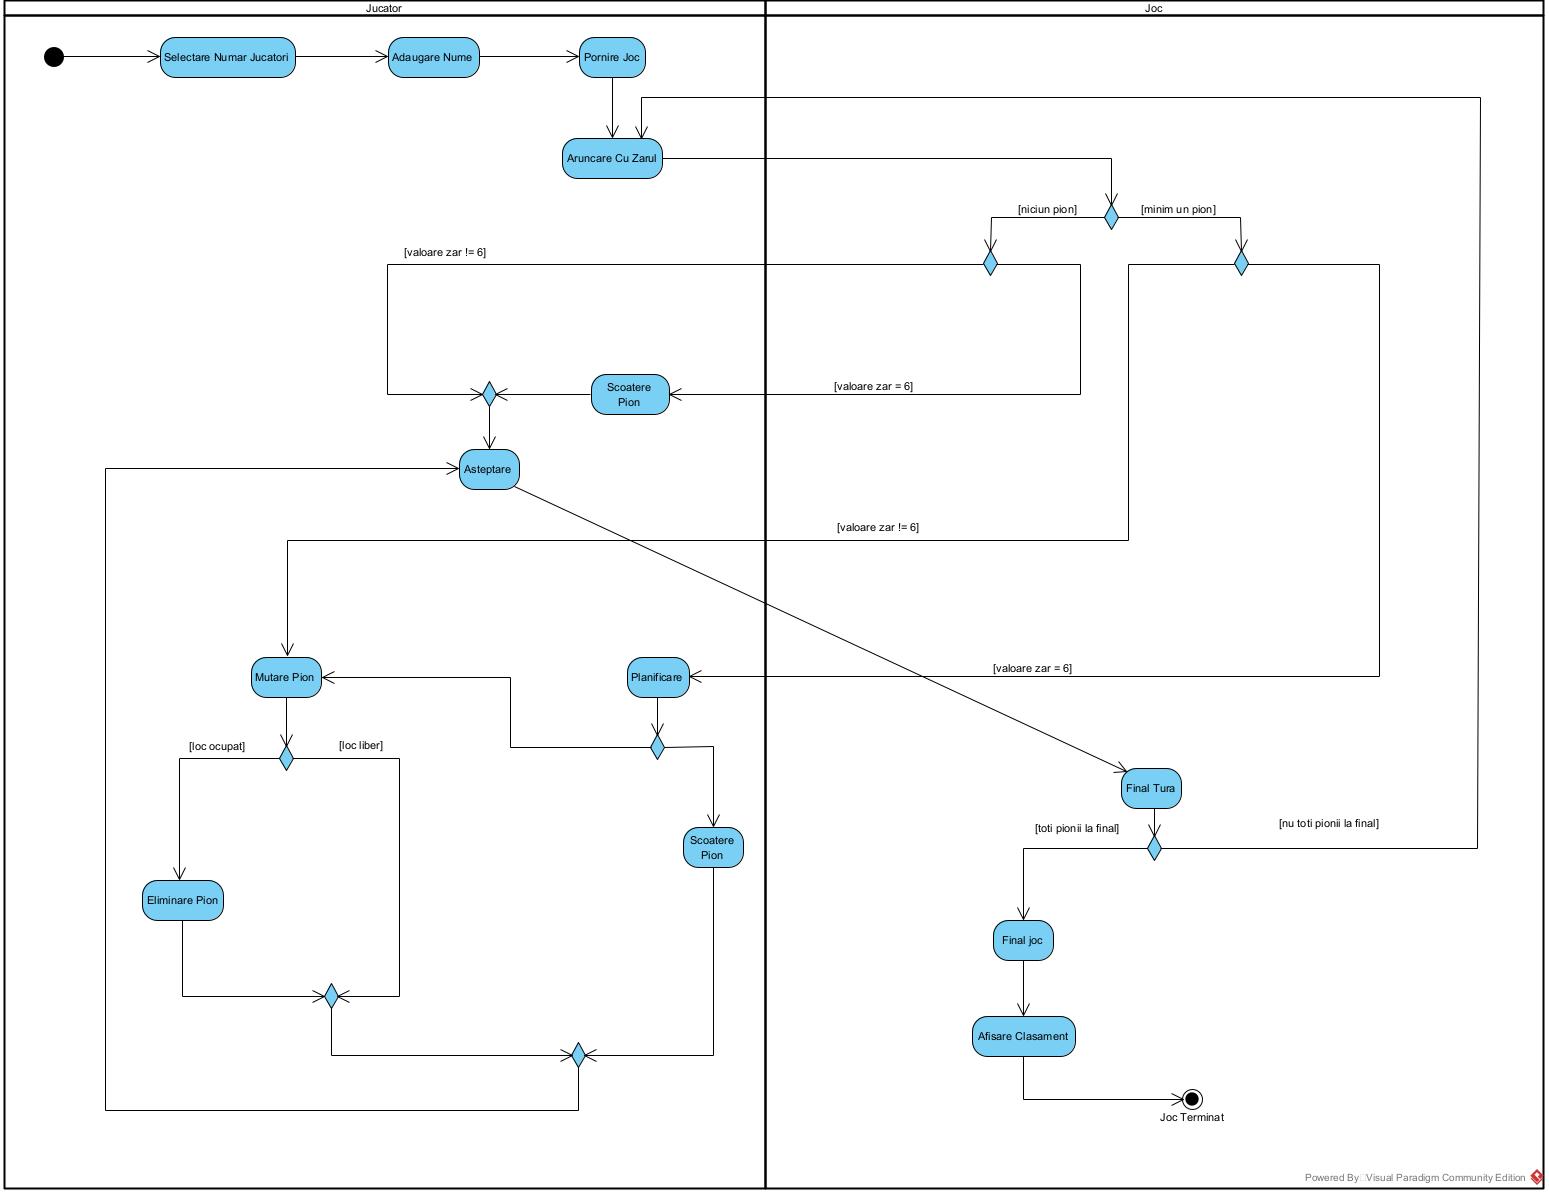 Jucator
Joc
Selectare Numar Jucatori
Adaugare Nume
Pornire Joc
Aruncare Cu Zarul
[niciun pion]
[minim un pion]
[valoare zar != 6]
Scoatere
Pion
[valoare zar = 6]
Asteptare
[valoare zar != 6]
Mutare Pion
Planificare
[valoare zar = 6]
[loc ocupat]
[loc liber]
Final Tura
[toti pionii la final]
[nu toti pionii la final]
Scoatere
Pion
Eliminare Pion
Final joc
Afisare Clasament
Joc Terminat
Powered By Visual Paradigm Community Edition